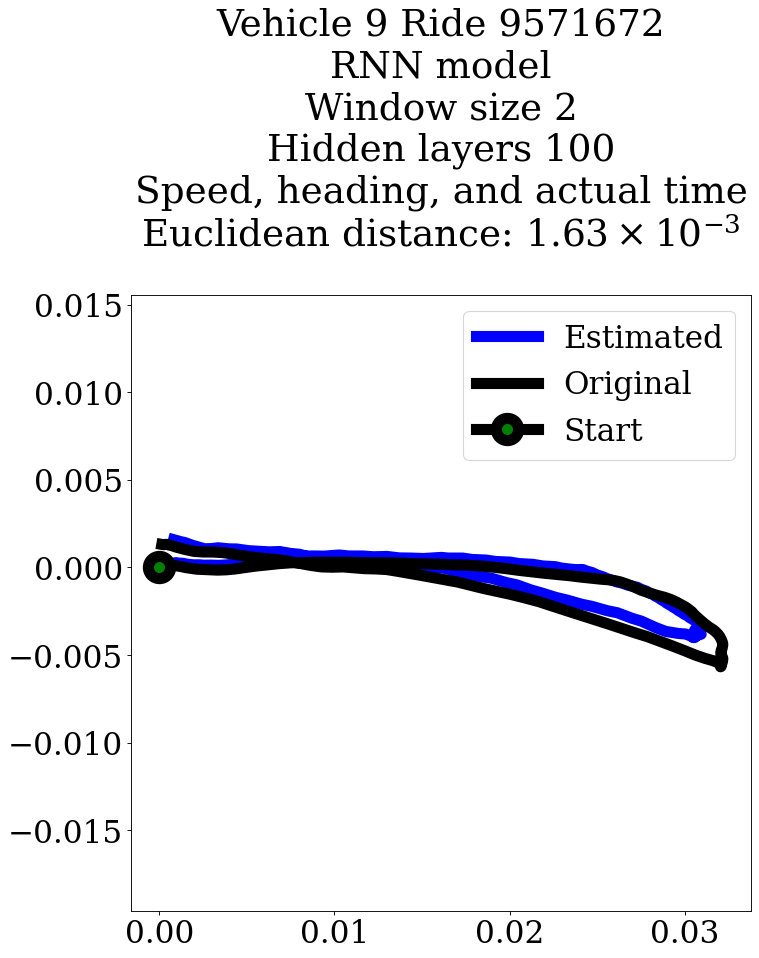 Vehicle 9 Ride 9571672
RNN model
Window size 2
Hidden layers 100
Speed, heading, and actual time
Euclidean distance: 1.63 × 10⁻³
0.015
0.010
0.005
0.000
−0.005
−0.010
−0.015
Estimated
Original
Start
0.00 0.01 0.02 0.03